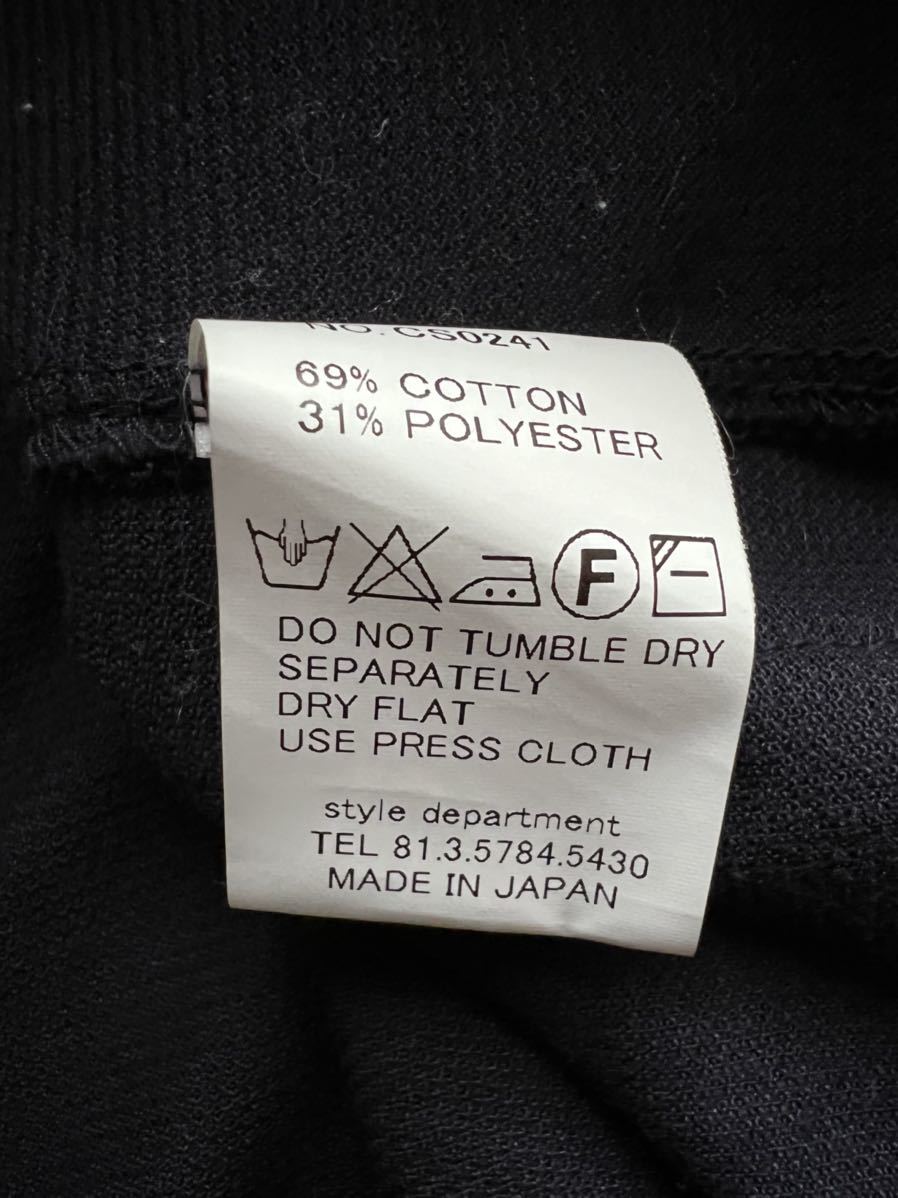 NO.CS0241
69% COTTON
31% POLYESTER
F
DO NOT TUMBLE DRY
SEPARATELY
DRY FLAT
USE PRESS CLOTH
style department
TEL 81.3.5784.5430
MADE IN JAPAN